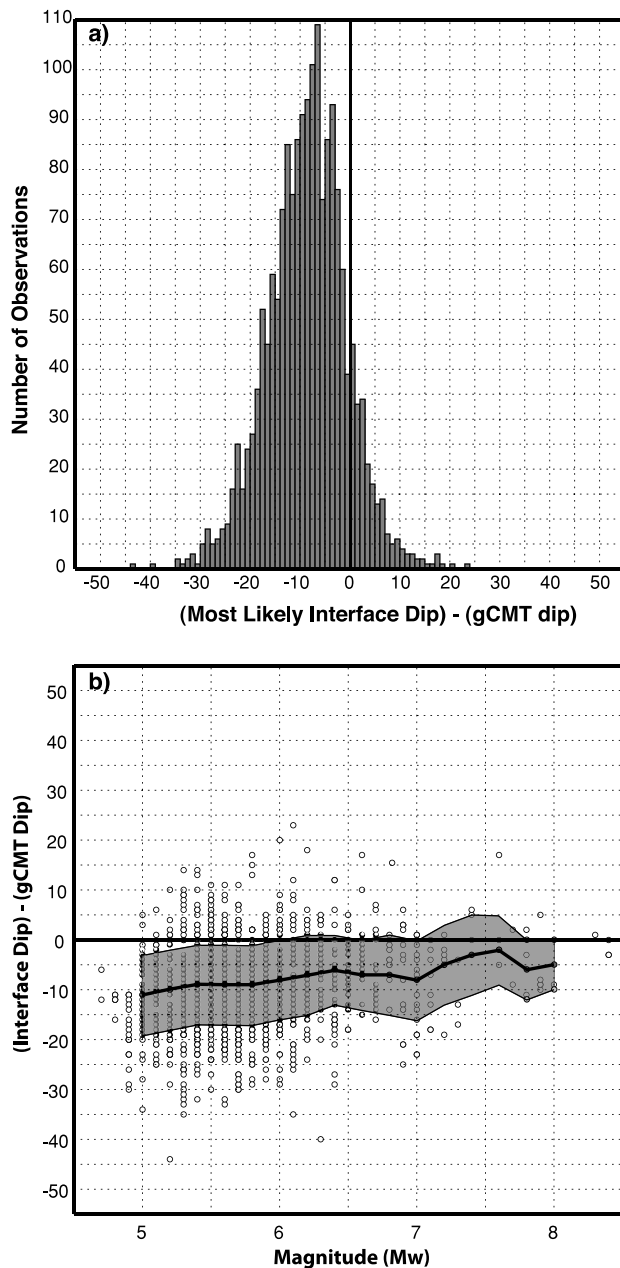 a)
110
100
90
80
70
60
50
40
30
20
10
0
Number of Observations
-50 -40 -30 -20 -10 0 10 20 30 40 50
(Most Likely Interface Dip) - (gCMT dip)
b)
50
40
30
20
10
0
-10
-20
-30
-40
-50
(Interface Dip) - (gCMT Dip)
5 6 7 8
Magnitude (Mw)